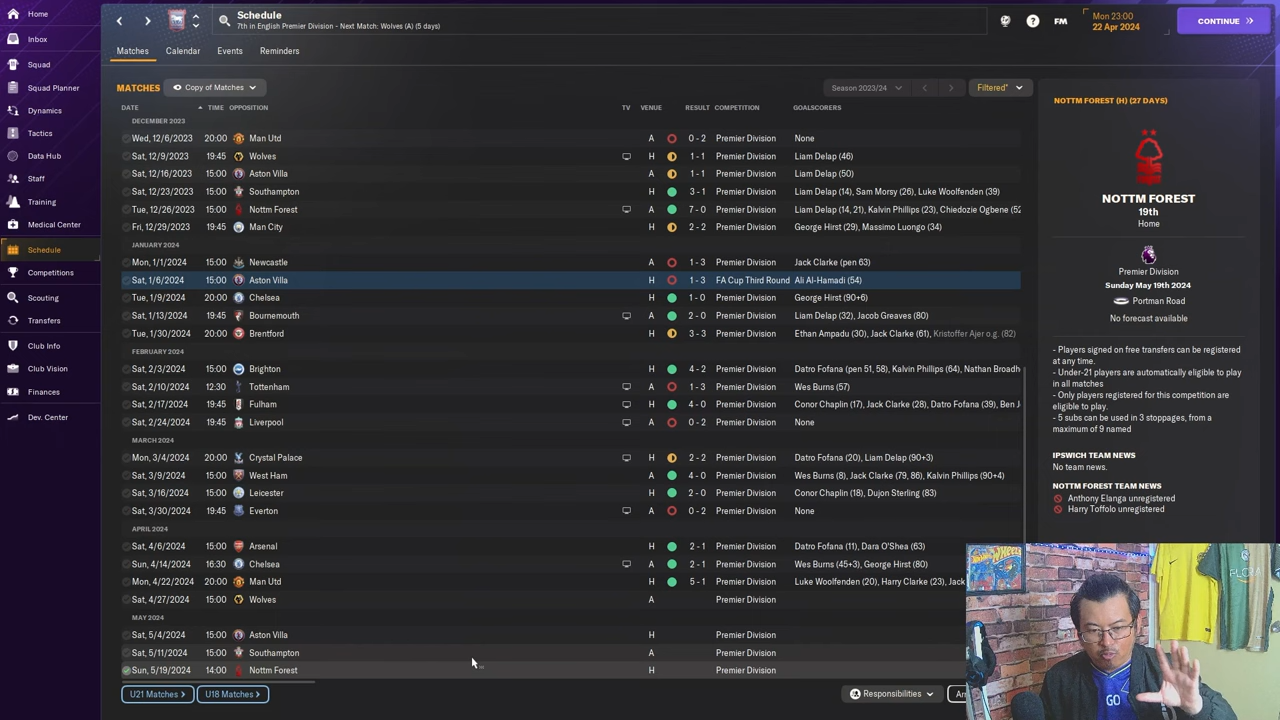 Home
Inbox
Squad
Squad Planner
Dynamics
Tactics
Data Hub
Staff
Training
Medical Center
Schedule
Competitions
Scouting
Transfers
Club Info
Club Vision
Finances
Dev. Center
Schedule
7th in English Premier Division - Next Match: Wolves (A) (5 days)
FM
Mon 23:00
22 Apr 2024
CONTINUE
Matches Calendar Events Reminders
MATCHES Copy of Matches Season 2023/24 Filtered*
DATE TIME OPPOSITION TV VENUE RESULT COMPETITION GOALSCORERS
DECEMBER 2023
Wed, 12/6/2023 20:00 Man Utd A 0 - 2 Premier Division None
Sat, 12/9/2023 19:45 Wolves H 1 - 1 Premier Division Liam Delap (46)
Sat, 12/16/2023 15:00 Aston Villa A 1 - 1 Premier Division Liam Delap (50)
Sat, 12/23/2023 15:00 Southampton H 3 - 1 Premier Division Liam Delap (14), Sam Morsy (26), Luke Woolfenden (39)
Tue, 12/26/2023 15:00 Nottm Forest A 7 - 0 Premier Division Liam Delap (14, 21), Kalvin Phillips (23), Chiedozie Ogbene (52
Fri, 12/29/2023 19:45 Man City H 2 - 2 Premier Division George Hirst (29), Massimo Luongo (34)
JANUARY 2024
Mon, 1/1/2024 15:00 Newcastle A 1 - 3 Premier Division Jack Clarke (pen 63)
Sat, 1/6/2024 15:00 Aston Villa H 1 - 3 FA Cup Third Round Ali Al-Hamadi (54)
Tue, 1/9/2024 20:00 Chelsea H 1 - 0 Premier Division George Hirst (90+6)
Sat, 1/13/2024 19:45 Bournemouth A 2 - 0 Premier Division Liam Delap (32), Jacob Greaves (80)
Tue, 1/30/2024 20:00 Brentford H 3 - 3 Premier Division Ethan Ampadu (30), Jack Clarke (61), Kristoffer Ajer o.g. (82)
FEBRUARY 2024
Sat, 2/3/2024 15:00 Brighton H 4 - 2 Premier Division Datro Fofana (pen 51, 58), Kalvin Phillips (64), Nathan Broadh
Sat, 2/10/2024 12:30 Tottenham A 1 - 3 Premier Division Wes Burns (57)
Sat, 2/17/2024 19:45 Fulham H 4 - 0 Premier Division Conor Chaplin (17), Jack Clarke (28), Datro Fofana (39), Ben J
Sat, 2/24/2024 19:45 Liverpool A 0 - 2 Premier Division None
MARCH 2024
Mon, 3/4/2024 20:00 Crystal Palace H 2 - 2 Premier Division Datro Fofana (20), Liam Delap (90+3)
Sat, 3/9/2024 15:00 West Ham A 4 - 0 Premier Division Wes Burns (8), Jack Clarke (79, 86), Kalvin Phillips (90+4)
Sat, 3/16/2024 15:00 Leicester H 2 - 0 Premier Division Conor Chaplin (18), Dujon Sterling (83)
Sat, 3/30/2024 19:45 Everton A 0 - 2 Premier Division None
APRIL 2024
Sat, 4/6/2024 15:00 Arsenal H 2 - 1 Premier Division Datro Fofana (11), Dara O'Shea (63)
Sun, 4/14/2024 16:30 Chelsea A 2 - 1 Premier Division Wes Burns (45+3), George Hirst (80)
Mon, 4/22/2024 20:00 Man Utd H 5 - 1 Premier Division Luke Woolfenden (20), Harry Clarke (23), Jack
Sat, 4/27/2024 15:00 Wolves A Premier Division
MAY 2024
Sat, 5/4/2024 15:00 Aston Villa H Premier Division
Sat, 5/11/2024 15:00 Southampton A Premier Division
Sun, 5/19/2024 14:00 Nottm Forest H Premier Division
U21 Matches U18 Matches Responsibilities
NOTTM FOREST (H) (27 DAYS)
NOTTM FOREST
19th
Home
Premier Division
Sunday May 19th 2024
Portman Road
No forecast available
- Players signed on free transfers can be registered
at any time.
- Under-21 players are automatically eligible to play
in all matches
- Only players registered for this competition are
eligible to play.
- 5 subs can be used in 3 stoppages, from a
maximum of 9 named
IPSWICH TEAM NEWS
No team news.
NOTTM FOREST TEAM NEWS
Anthony Elanga unregistered
Harry Toffolo unregistered
GO